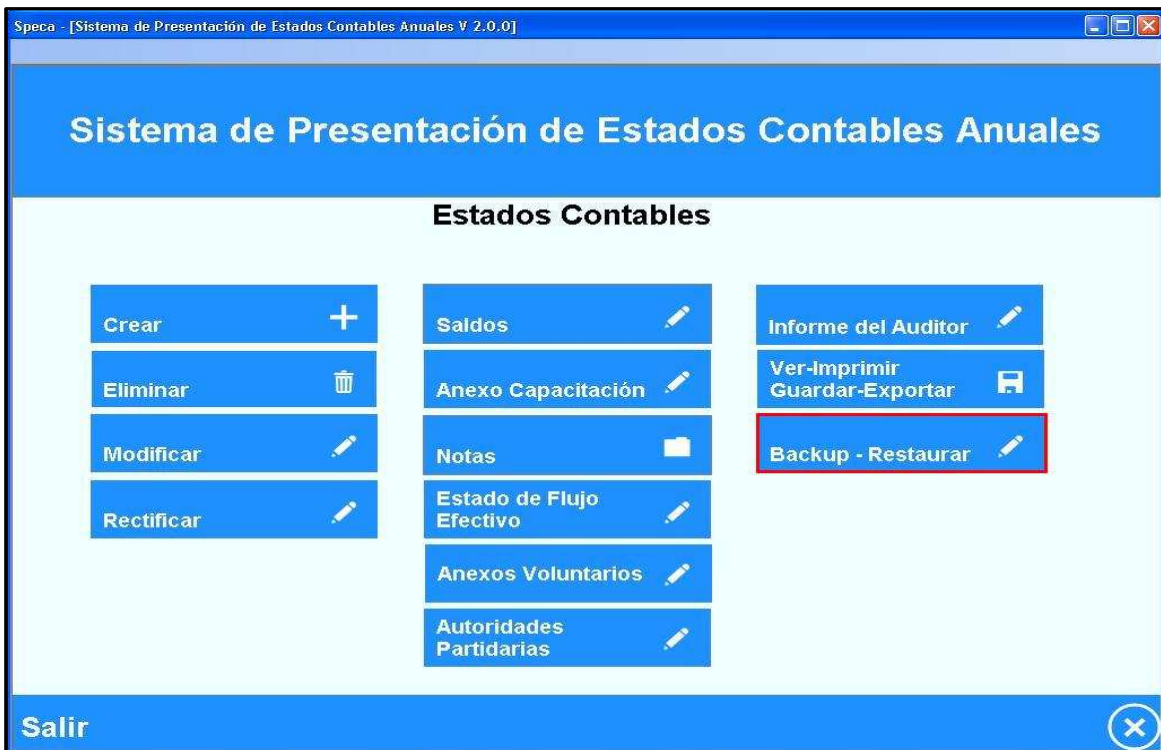 Speca - [Sistema de Presentación de Estados Contables Anuales V 2.0.0]
Sistema de Presentación de Estados Contables Anuales
Estados Contables
Crear
Eliminar
Modificar
Rectificar
Saldos
Anexo Capacitación
Notas
Estado de Flujo
Efectivo
Anexos Voluntarios
Autoridades
Partidarias
Informe del Auditor
Ver-Imprimir
Guardar-Exportar
Backup - Restaurar
Salir